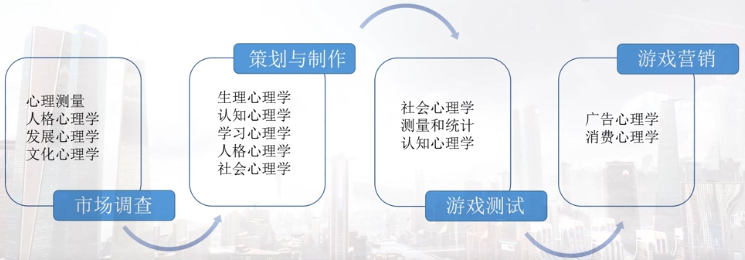 心理测量
人格心理学
发展心理学
文化心理学
市场调查
策划与制作
生理心理学
认知心理学
学习心理学
人格心理学
社会心理学
社会心理学
测量和统计
认知心理学
游戏测试
游戏营销
广告心理学
消费心理学